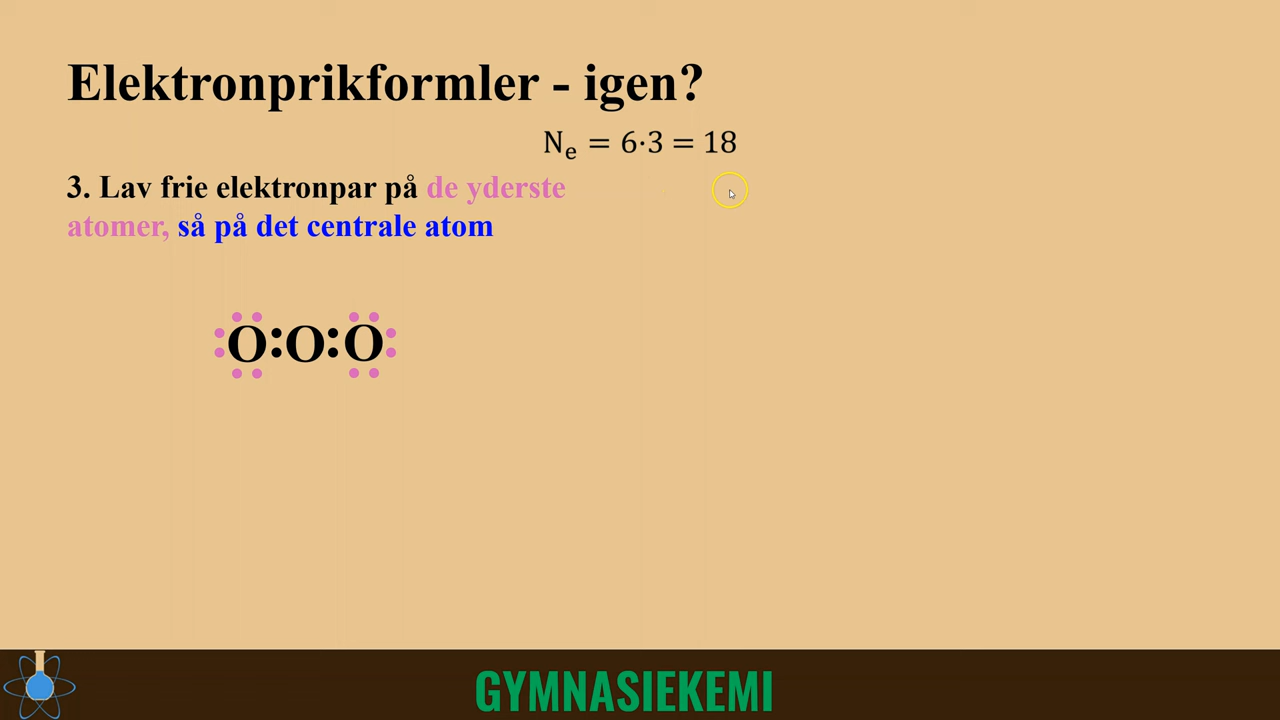 Elektronprikformler - igen?
Nₑ = 6·3 = 18
3. Lav frie elektronpar på de yderste
atomer, så på det centrale atom
O:O:O
GYMNASIEKEMI